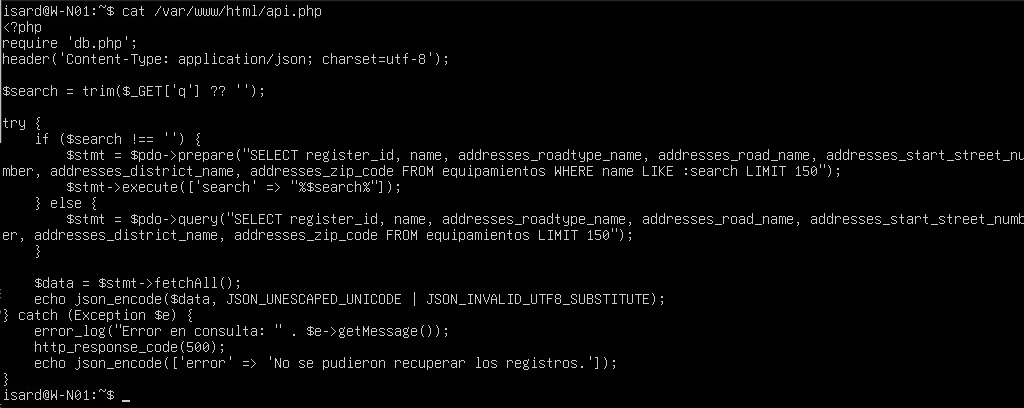 isard@W-N01:~$ cat /var/www/html/api.php
<?php
require 'db.php';
header('Content-Type: application/json; charset=utf-8');

$search = trim($_GET['q'] ?? '');

try {
    if ($search !== '') {
        $stmt = $pdo->prepare("SELECT register_id, name, addresses_roadtype_name, addresses_road_name, addresses_start_street_nu
mber, addresses_district_name, addresses_zip_code FROM equipamientos WHERE name LIKE :search LIMIT 150");
        $stmt->execute(['search' => "%$search%"]);
    } else {
        $stmt = $pdo->query("SELECT register_id, name, addresses_roadtype_name, addresses_road_name, addresses_start_street_numb
er, addresses_district_name, addresses_zip_code FROM equipamientos LIMIT 150");
    }

    $data = $stmt->fetchAll();
    echo json_encode($data, JSON_UNESCAPED_UNICODE | JSON_INVALID_UTF8_SUBSTITUTE);
} catch (Exception $e) {
    error_log("Error en consulta: " . $e->getMessage());
    http_response_code(500);
    echo json_encode(['error' => 'No se pudieron recuperar los registros.']);
}
isard@W-N01:~$ _